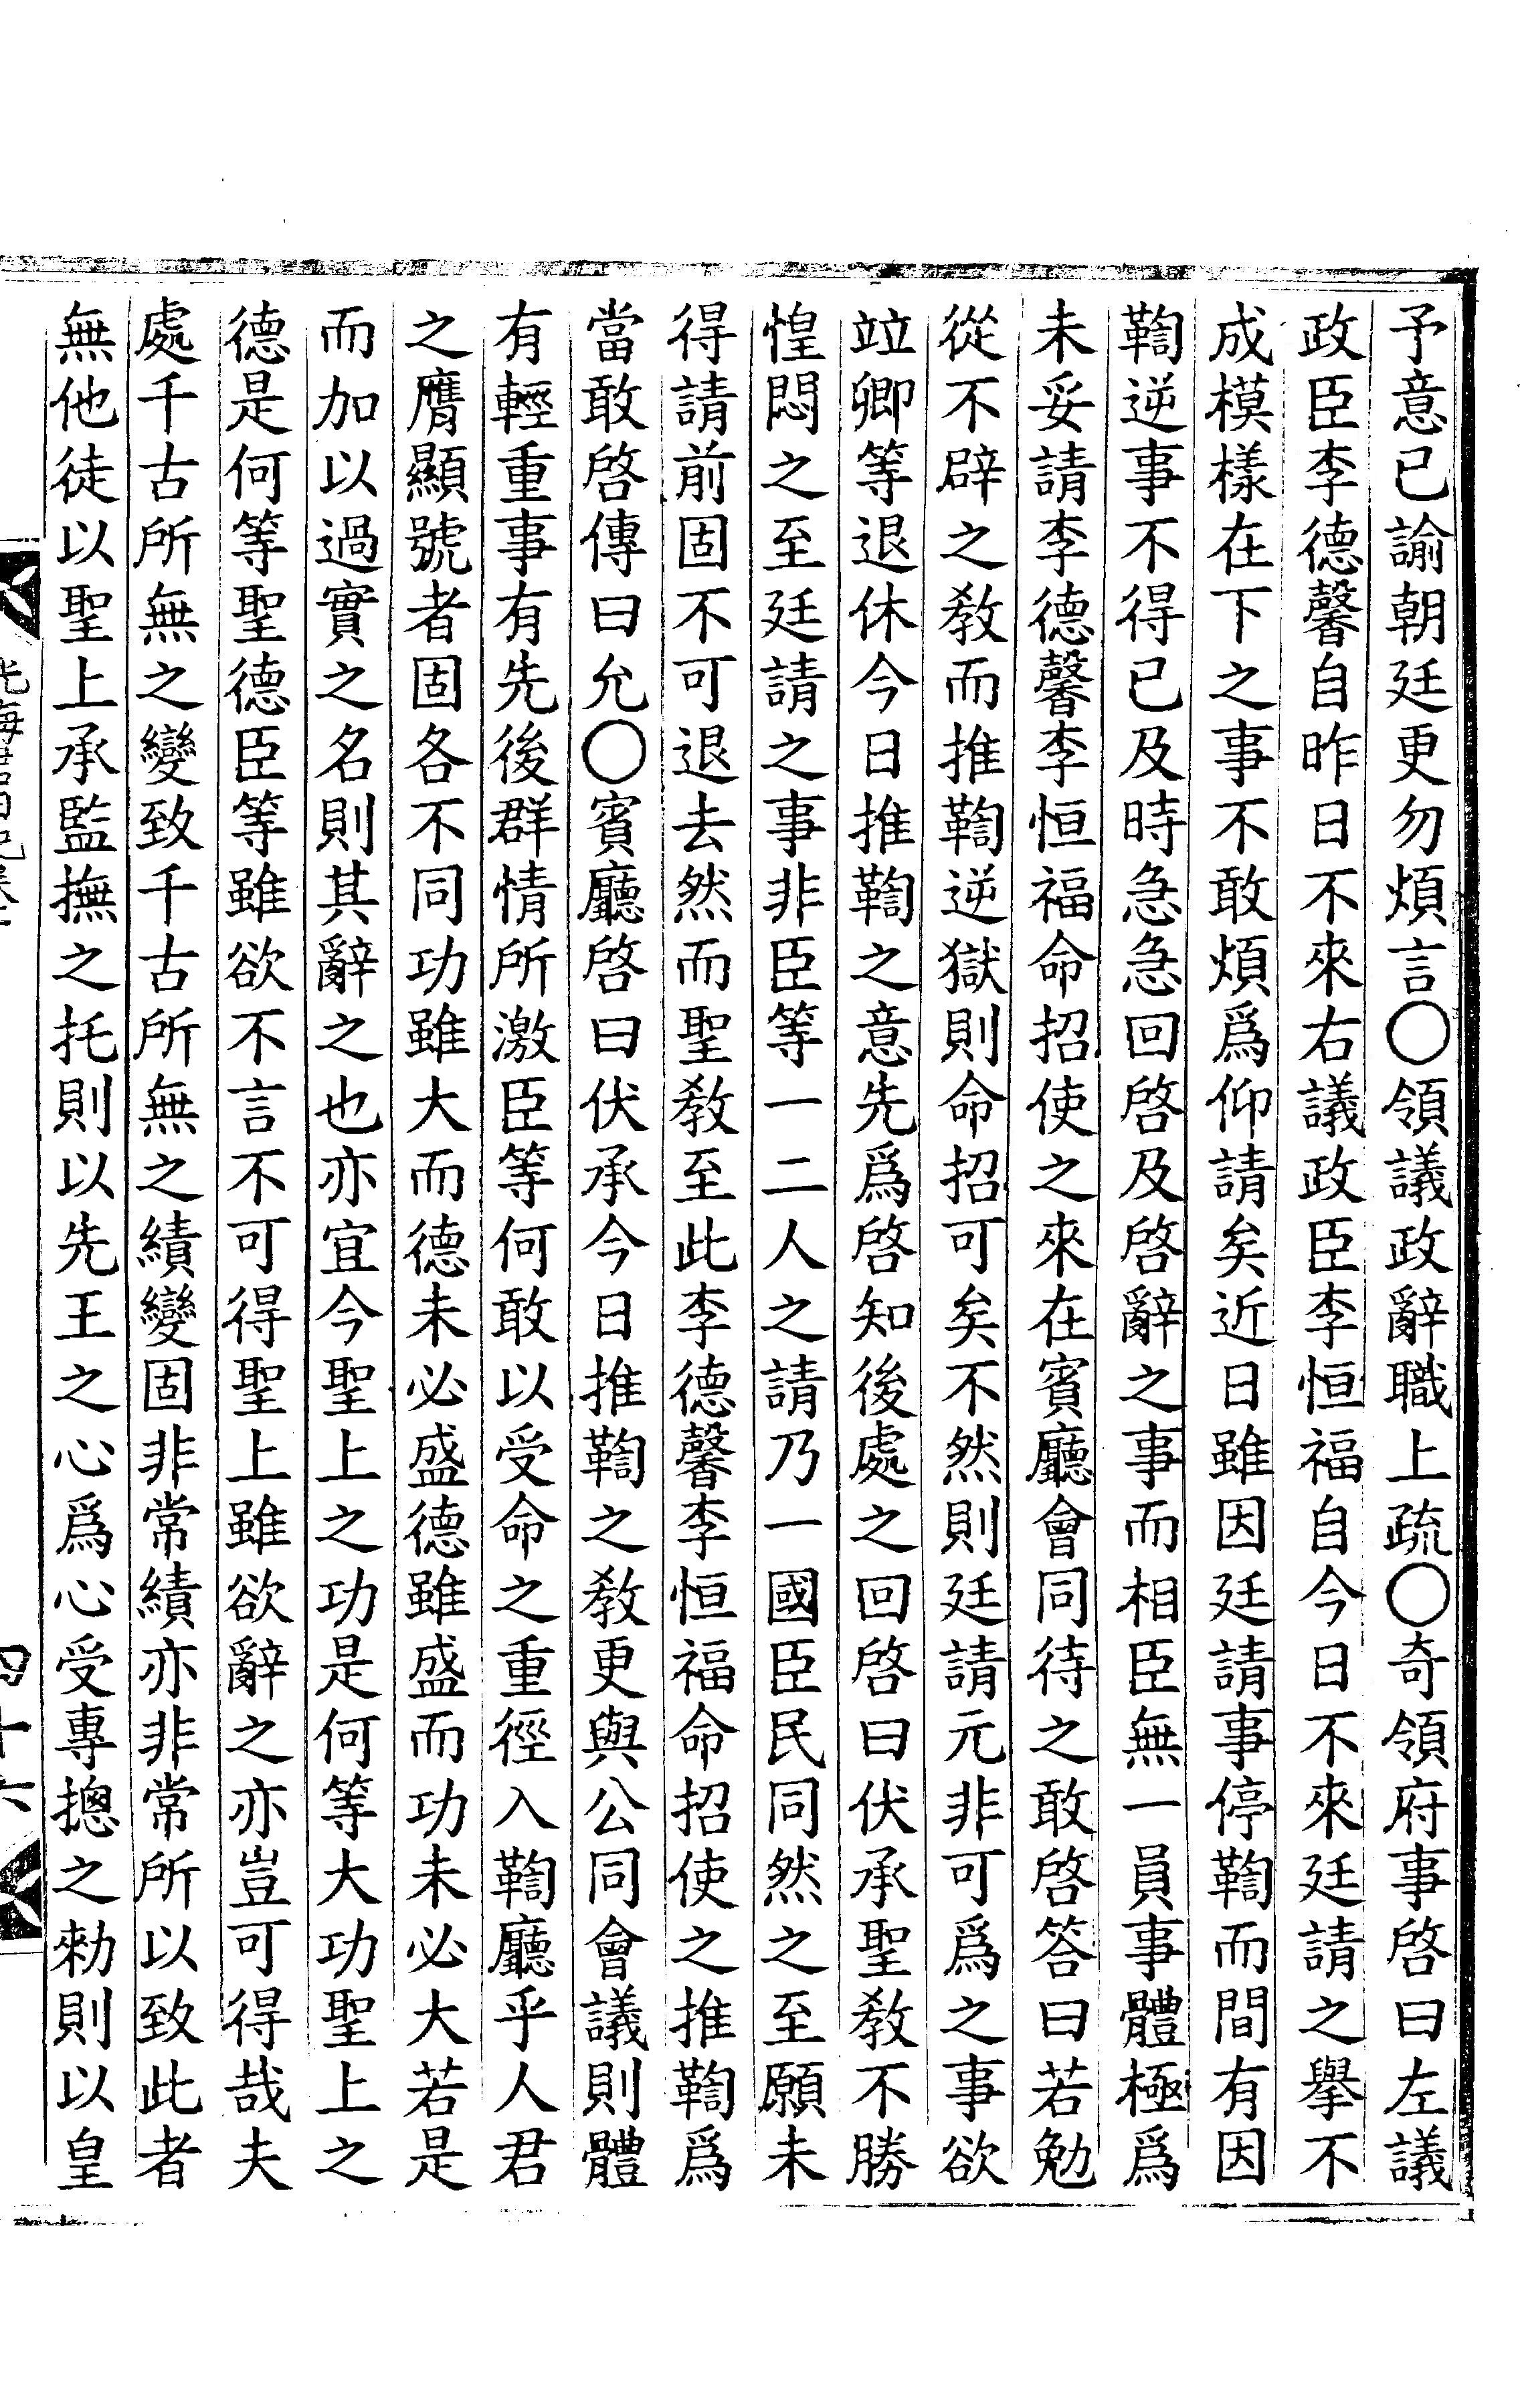 予意已諭朝廷更勿煩言〇領議政辭職上疏〇奇領府事啓曰左議
政臣李德馨自昨日不來右議政臣李恒福自今日不來廷請之擧不
成模樣在下之事不敢煩爲仰請矣近日雖因廷請事停鞫而間有因
鞫逆事不得已及時急急回啓及啓辭之事而相臣無一員事體極爲
未妥請李德馨李恒福命招使之來在賓廳會同待之敢啓答曰若勉
從不辟之敎而推鞫逆獄則命招可矣不然則廷請元非可爲之事欲
竝卿等退休今日推鞫之意先爲啓知後處之回啓曰伏承聖敎不勝
惶悶之至廷請之事非臣等一二人之請乃一國臣民同然之至願未
得請前固不可退去然而聖敎至此李德馨李恒福命招使之推鞫爲
當敢啓傳曰允〇賓廳啓曰伏承今日推鞫之敎更與公同會議則體
有輕重事有先後群情所激臣等何敢以受命之重徑入鞫廳乎人君
之膺顯號者固各不同功雖大而德未必盛德雖盛而功未必大若是
而加以過實之名則其辭之也亦宜今聖上之功是何等大功聖上之
德是何等聖德臣等雖欲不言不可得聖上雖欲辭之亦豈可得哉夫
處千古所無之變致千古所無之績變固非常績亦非常所以致此者
無他徒以聖上承監撫之托則以先王之心爲心受專摠之勑則以皇
四十六